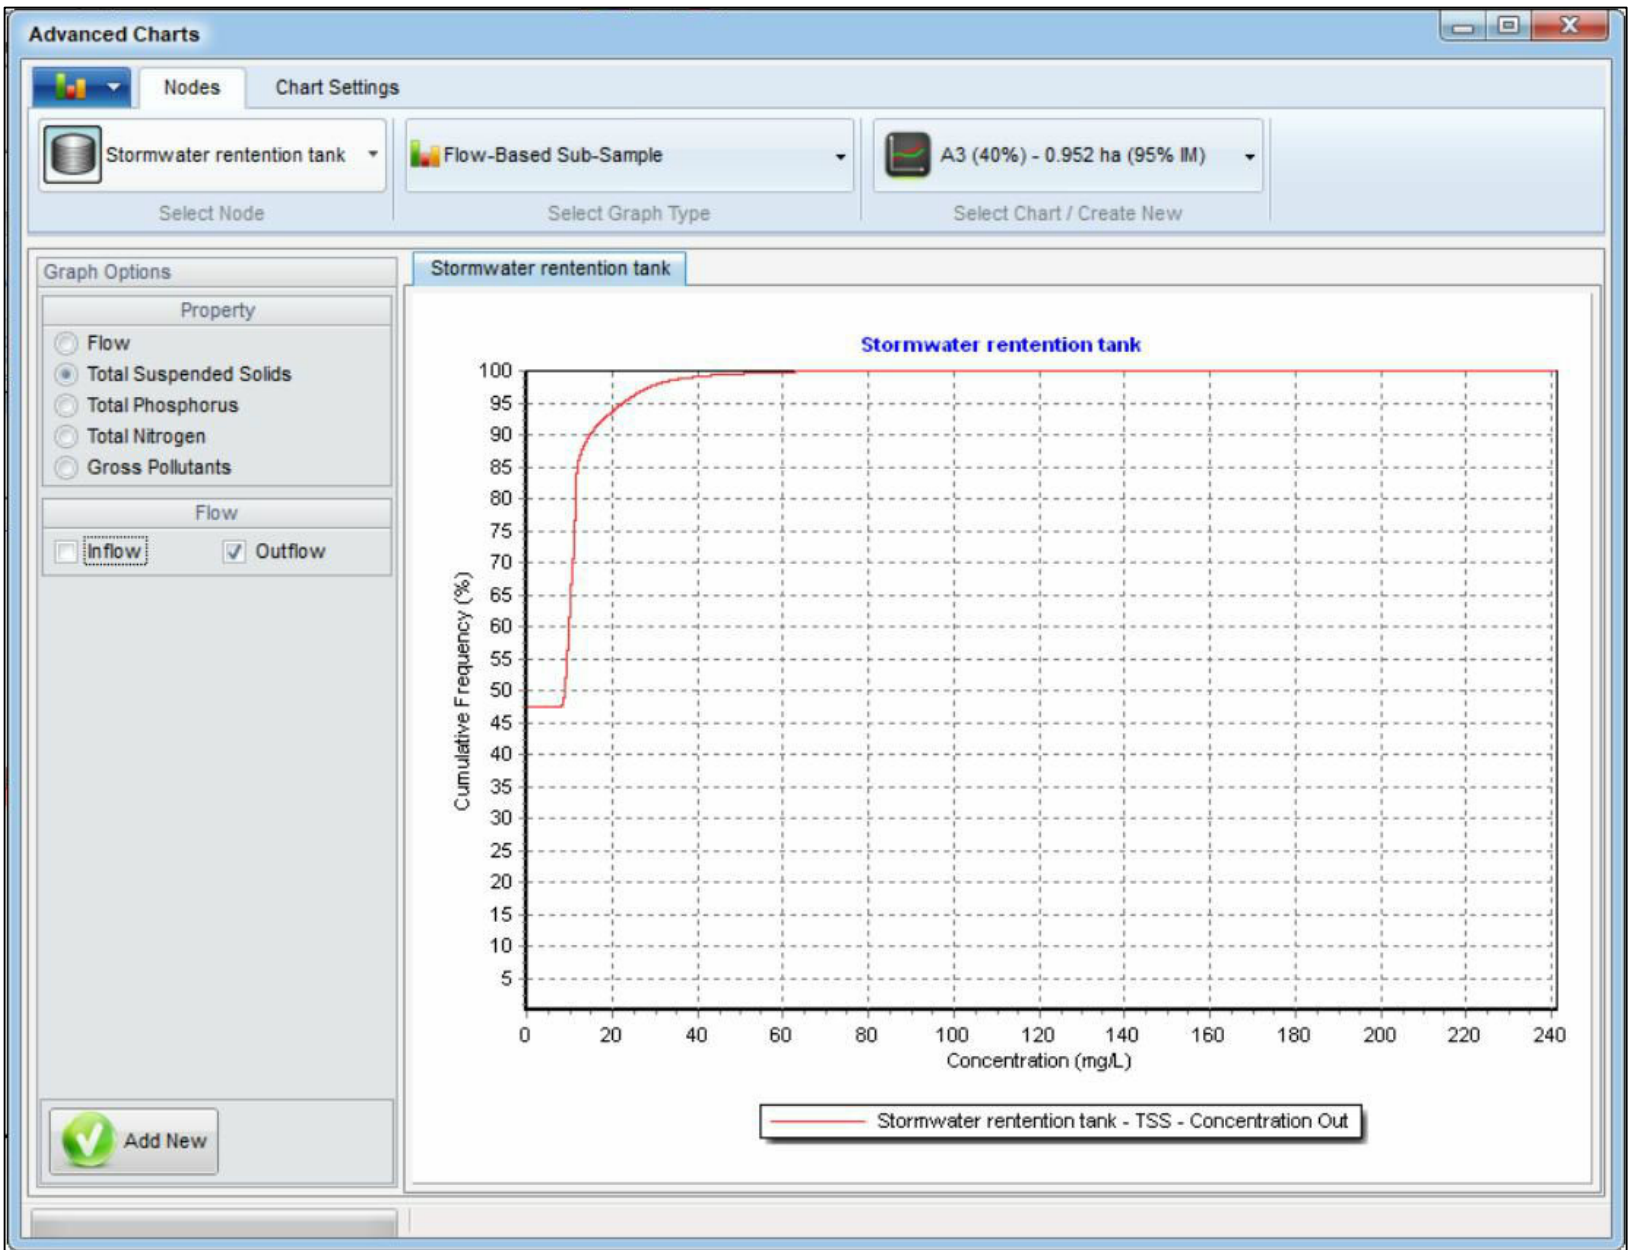 Advanced Charts
X
Nodes
Chart Settings
Stormwater rentention tank
Flow-Based Sub-Sample
A3 (40%) - 0.952 ha (95% IM)
Select Node
Select Graph Type
Select Chart / Create New
Graph Options
Property
Flow
Total Suspended Solids
Total Phosphorus
Total Nitrogen
Gross Pollutants
Flow
Inflow
Outflow
Add New
Stormwater rentention tank
Stormwater rentention tank
Cumulative Frequency (%)
100
95
90
85
80
75
70
65
60
55
50
45
40
35
30
25
20
15
10
5
0 20 40 60 80 100 120 140 160 180 200 220 240
Concentration (mg/L)
Stormwater rentention tank - TSS - Concentration Out